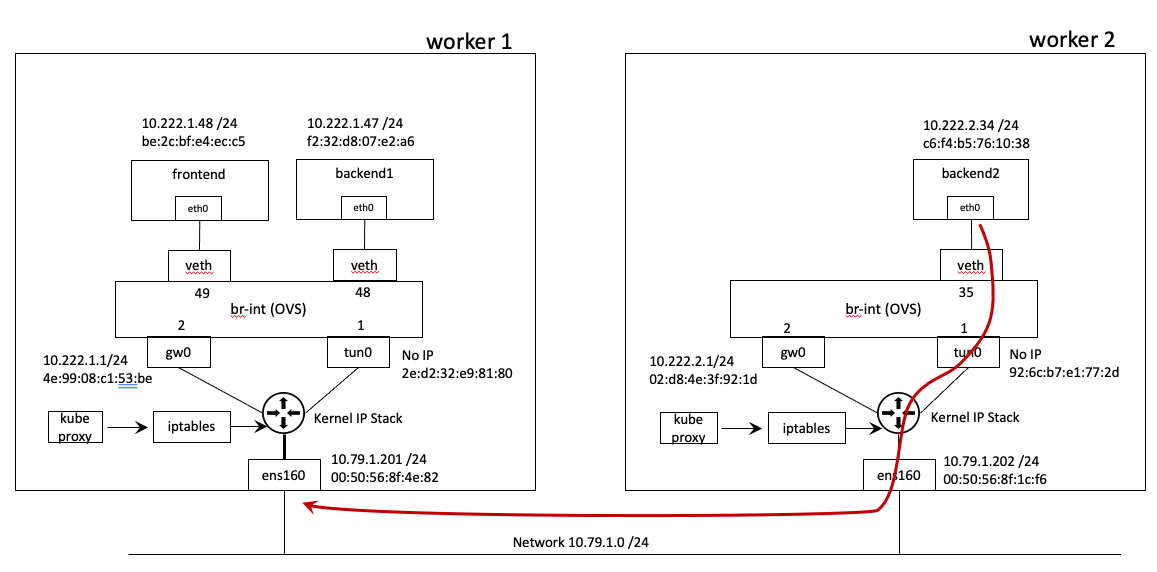 worker 1
10.222.1.48 /24
be:2c:bf:e4:ec:c5
10.222.1.47 /24
f2:32:d8:07:e2:a6
frontend
backend1
eth0
eth0
veth
veth
49
48
br-int (OVS)
2
1
gw0
tun0
10.222.1.1/24
4e:99:08:c1:53:be
No IP
2e:d2:32:e9:81:80
kube
proxy
iptables
Kernel IP Stack
ens160
10.79.1.201 /24
00:50:56:8f:4e:82
worker 2
10.222.2.34 /24
c6:f4:b5:76:10:38
backend2
eth0
veth
35
br-int (OVS)
2
1
gw0
tun0
10.222.2.1/24
02:d8:4e:3f:92:1d
No IP
92:6c:b7:e1:77:2d
kube
proxy
iptables
Kernel IP Stack
ens160
10.79.1.202 /24
00:50:56:8f:1c:f6
Network 10.79.1.0 /24